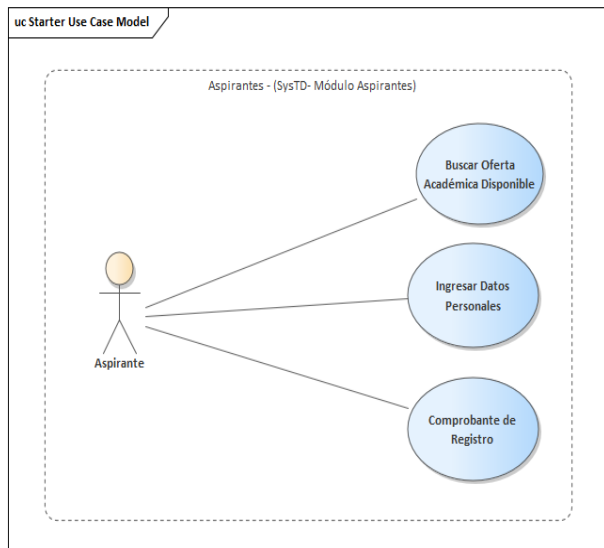 uc Starter Use Case Model
Aspirantes - (SysTD- Módulo Aspirantes)
Buscar Oferta
Académica Disponible
Ingresar Datos
Personales
Aspirante
Comprobante de
Registro